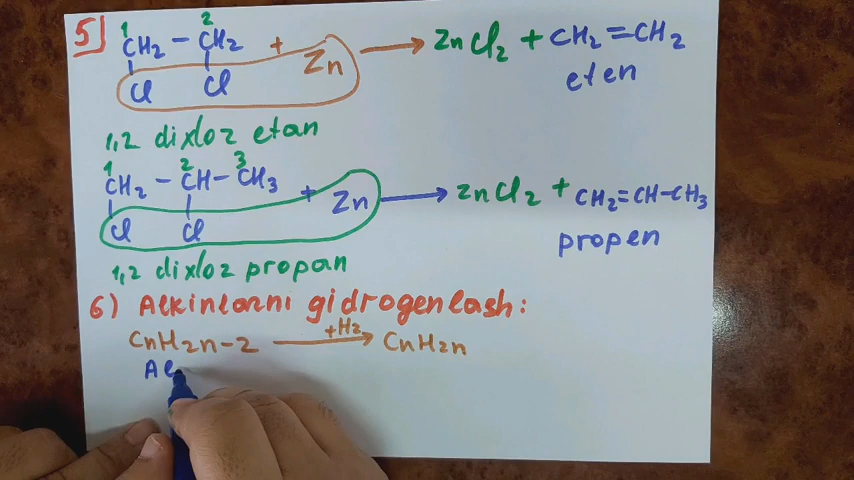 5] 1 2
CH2 – CH2 + Zn → ZnCl2 + CH2=CH2
Cl Cl eten
1,2 dixloz etan
1 2 3
CH2 – CH – CH3 + Zn → ZnCl2 + CH2=CH–CH3
Cl Cl propen
1,2 dixloz propan
6) Alkinlarni gidrogenlash:
CnH2n-2 +H2→ CnH2n
Al